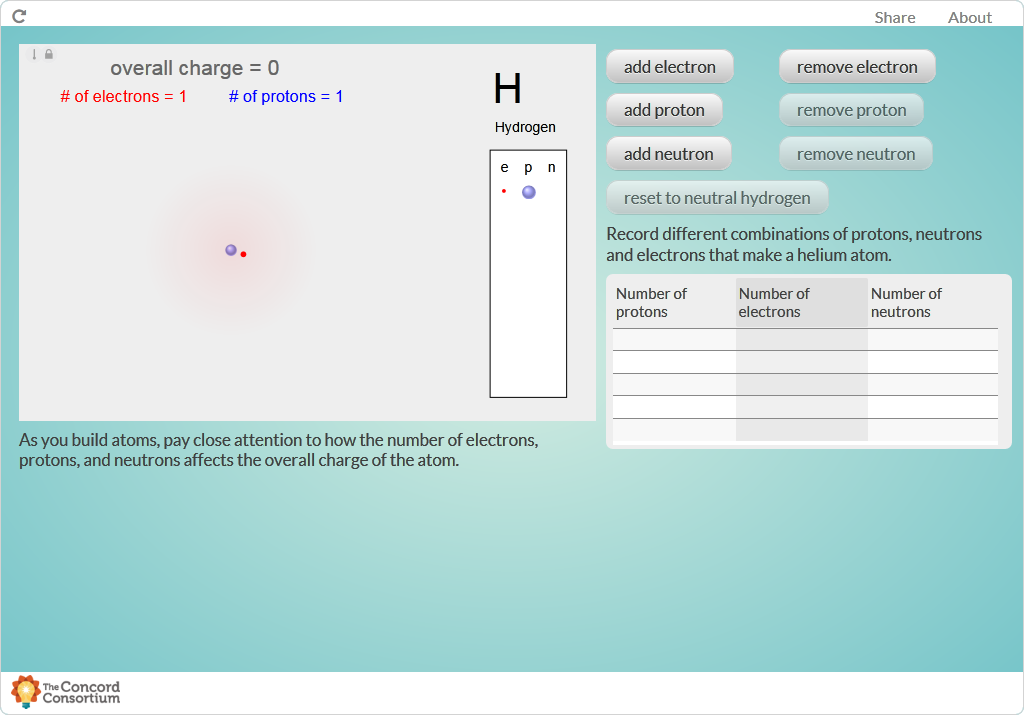 Share About
overall charge = 0
# of electrons = 1 # of protons = 1
H
Hydrogen
e p n
add electron remove electron
add proton remove proton
add neutron remove neutron
reset to neutral hydrogen
Record different combinations of protons, neutrons
and electrons that make a helium atom.
Number of protons
Number of electrons
Number of neutrons
As you build atoms, pay close attention to how the number of electrons,
protons, and neutrons affects the overall charge of the atom.
The Concord
Consortium